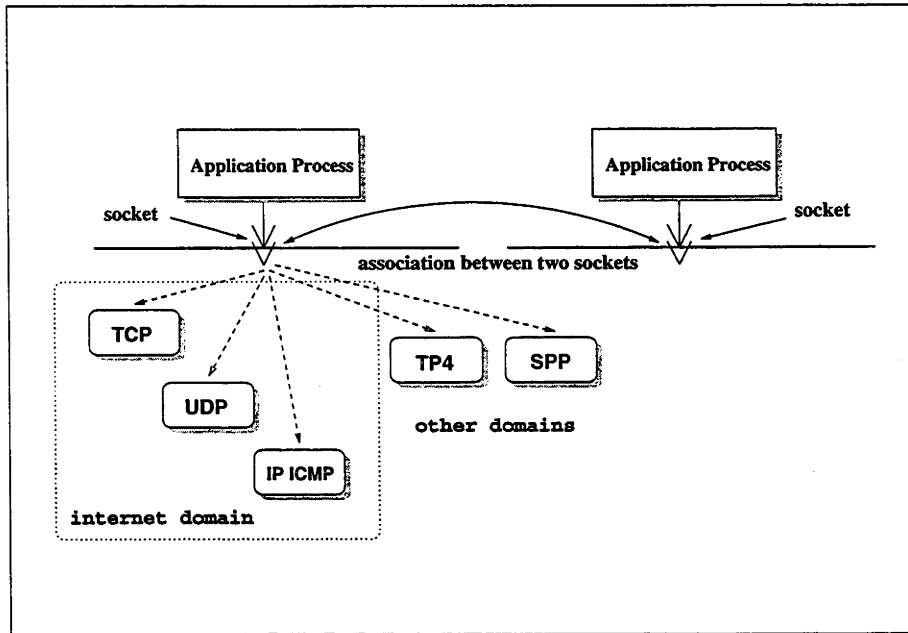 Application Process
Application Process
socket
socket
association between two sockets
TCP
TP4
SPP
UDP
other domains
IP ICMP
internet domain